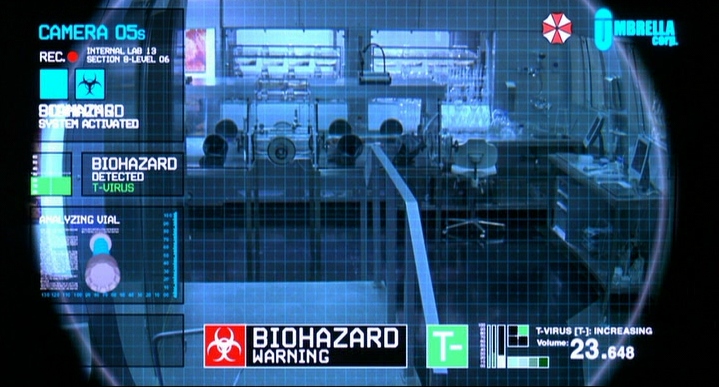 CAMERA 05s
REC.
INTERNAL LAB 13
SECTION B-LEVEL 06
UMBRELLA
corp.
BIOHAZARD
SYSTEM ACTIVATED
BIOHAZARD
DETECTED
T-VIRUS
ANALYZING VIAL
BIOHAZARD
WARNING
T-
T-VIRUS [T-]: INCREASING
Volume: 23.648